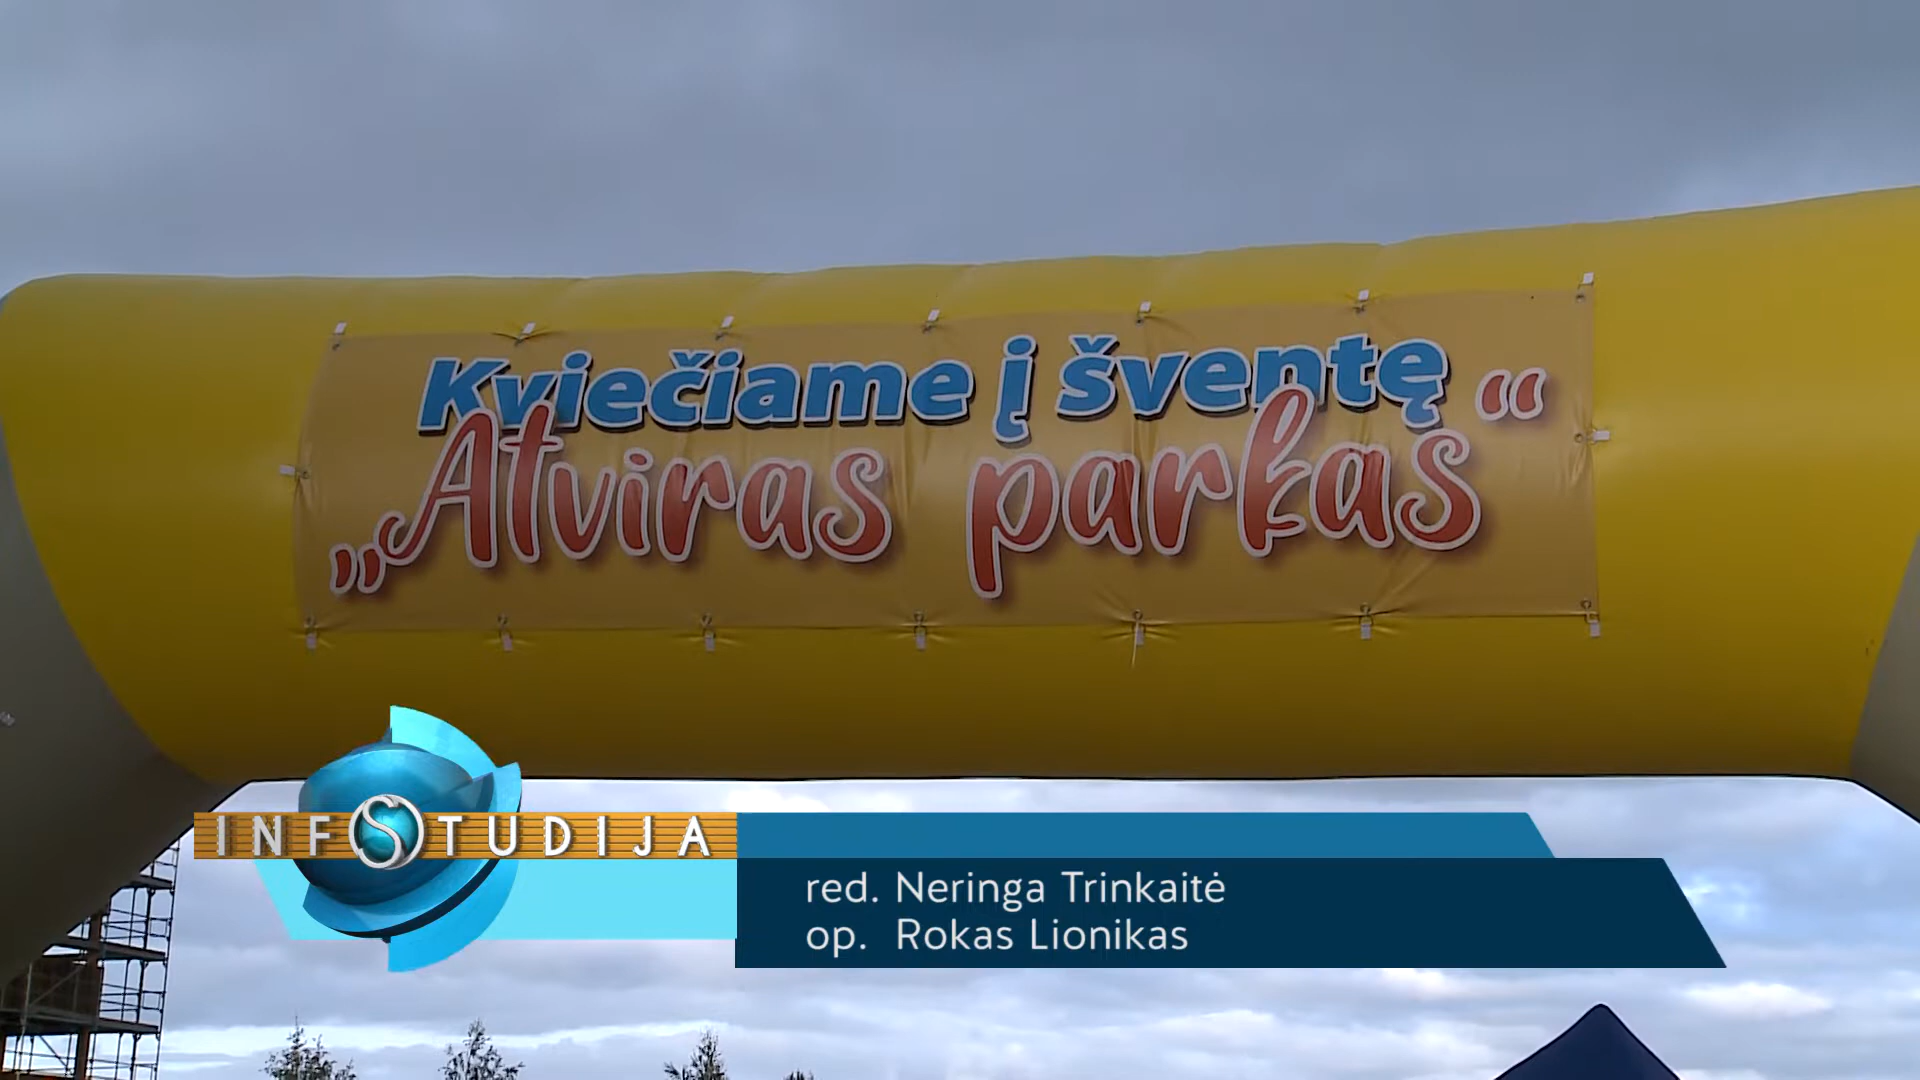 Kviečiame į šventę
„Atviras parkas“
INFOSTUDIJA
red. Neringa Trinkaitė
op. Rokas Lionikas